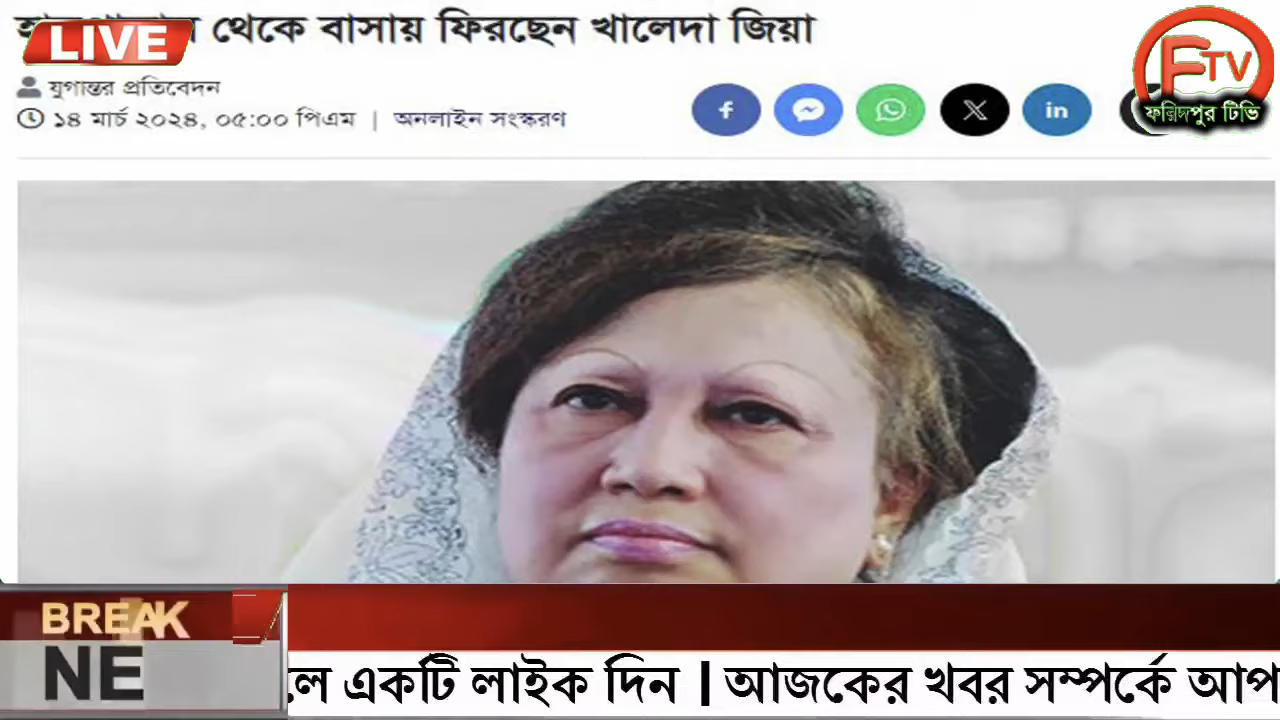 LIVE
থেকে বাসায় ফিরছেন খালেদা জিয়া
যুগান্তর প্রতিবেদন
১৪ মার্চ ২০২৪, ০৫:০০ পিএম | অনলাইন সংস্করণ
f
X
in
F TV
ফরিদপুর টিভি
BREAK
NE
একটি লাইক দিন | আজকের খবর সম্পর্কে আপ